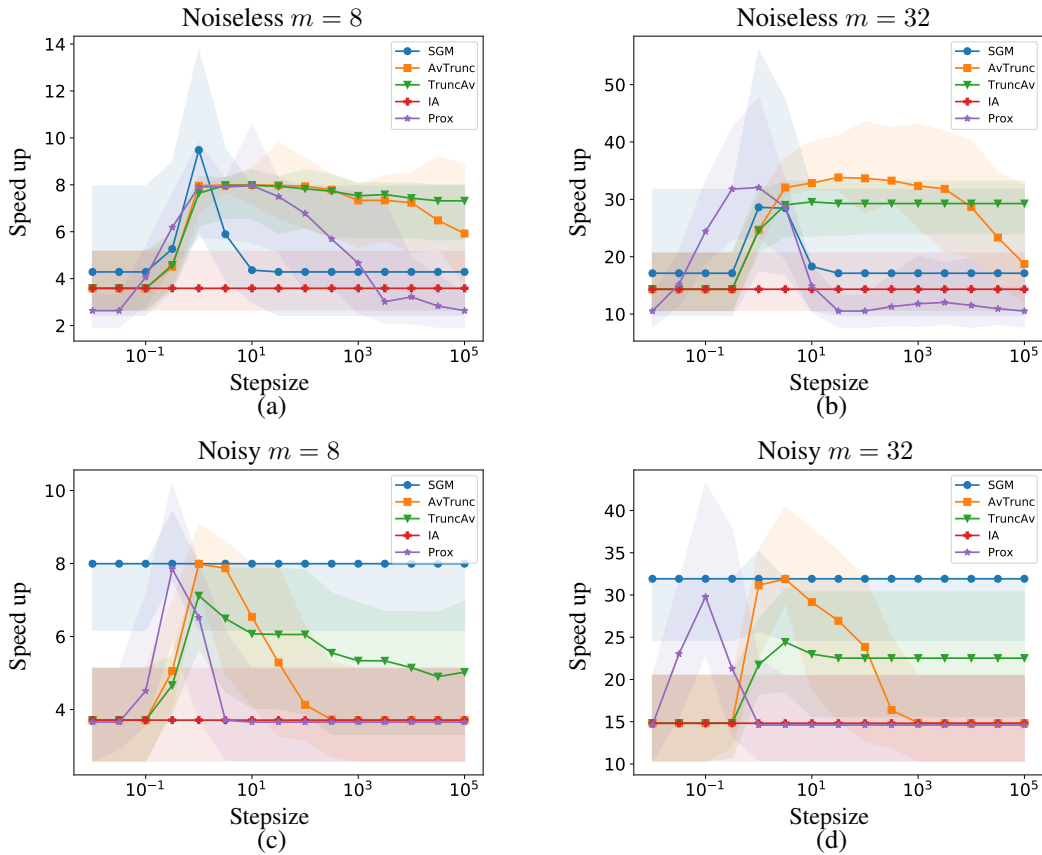 Noiseless m = 8
14
12
10
8
6
4
2
Speed up
SGM
AvTrunc
TruncAv
IA
Prox
10^−1
10^1
10^3
10^5
Stepsize
(a)
Noiseless m = 32
50
40
30
20
10
Speed up
SGM
AvTrunc
TruncAv
IA
Prox
10^−1
10^1
10^3
10^5
Stepsize
(b)
Noisy m = 8
10
8
6
4
Speed up
SGM
AvTrunc
TruncAv
IA
Prox
10^−1
10^1
10^3
10^5
Stepsize
(c)
Noisy m = 32
40
35
30
25
20
15
10
Speed up
SGM
AvTrunc
TruncAv
IA
Prox
10^−1
10^1
10^3
10^5
Stepsize
(d)